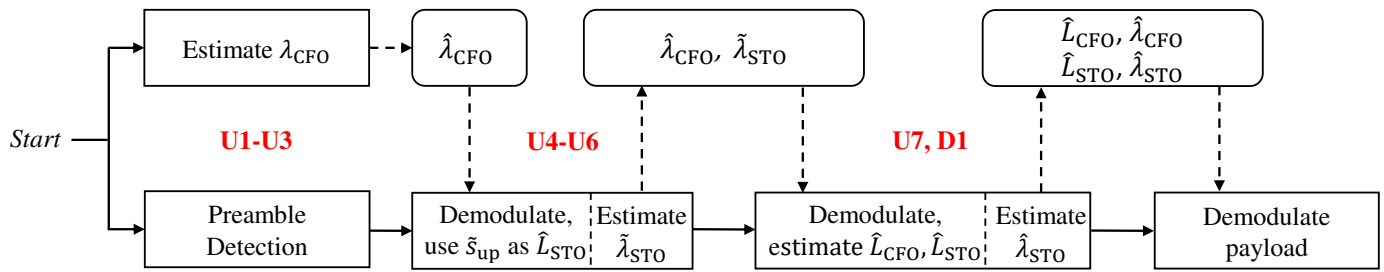 Start
Estimate λ_CFO
λ̂_CFO
λ̂_CFO, λ̃_STO
L̂_CFO, λ̂_CFO
L̂_STO, λ̂_STO
U1-U3
U4-U6
U7, D1
Preamble
Detection
Demodulate,
use s̃_up as L̂_STO
Estimate
λ̃_STO
Demodulate,
estimate L̂_CFO, L̂_STO
Estimate
λ̂_STO
Demodulate
payload